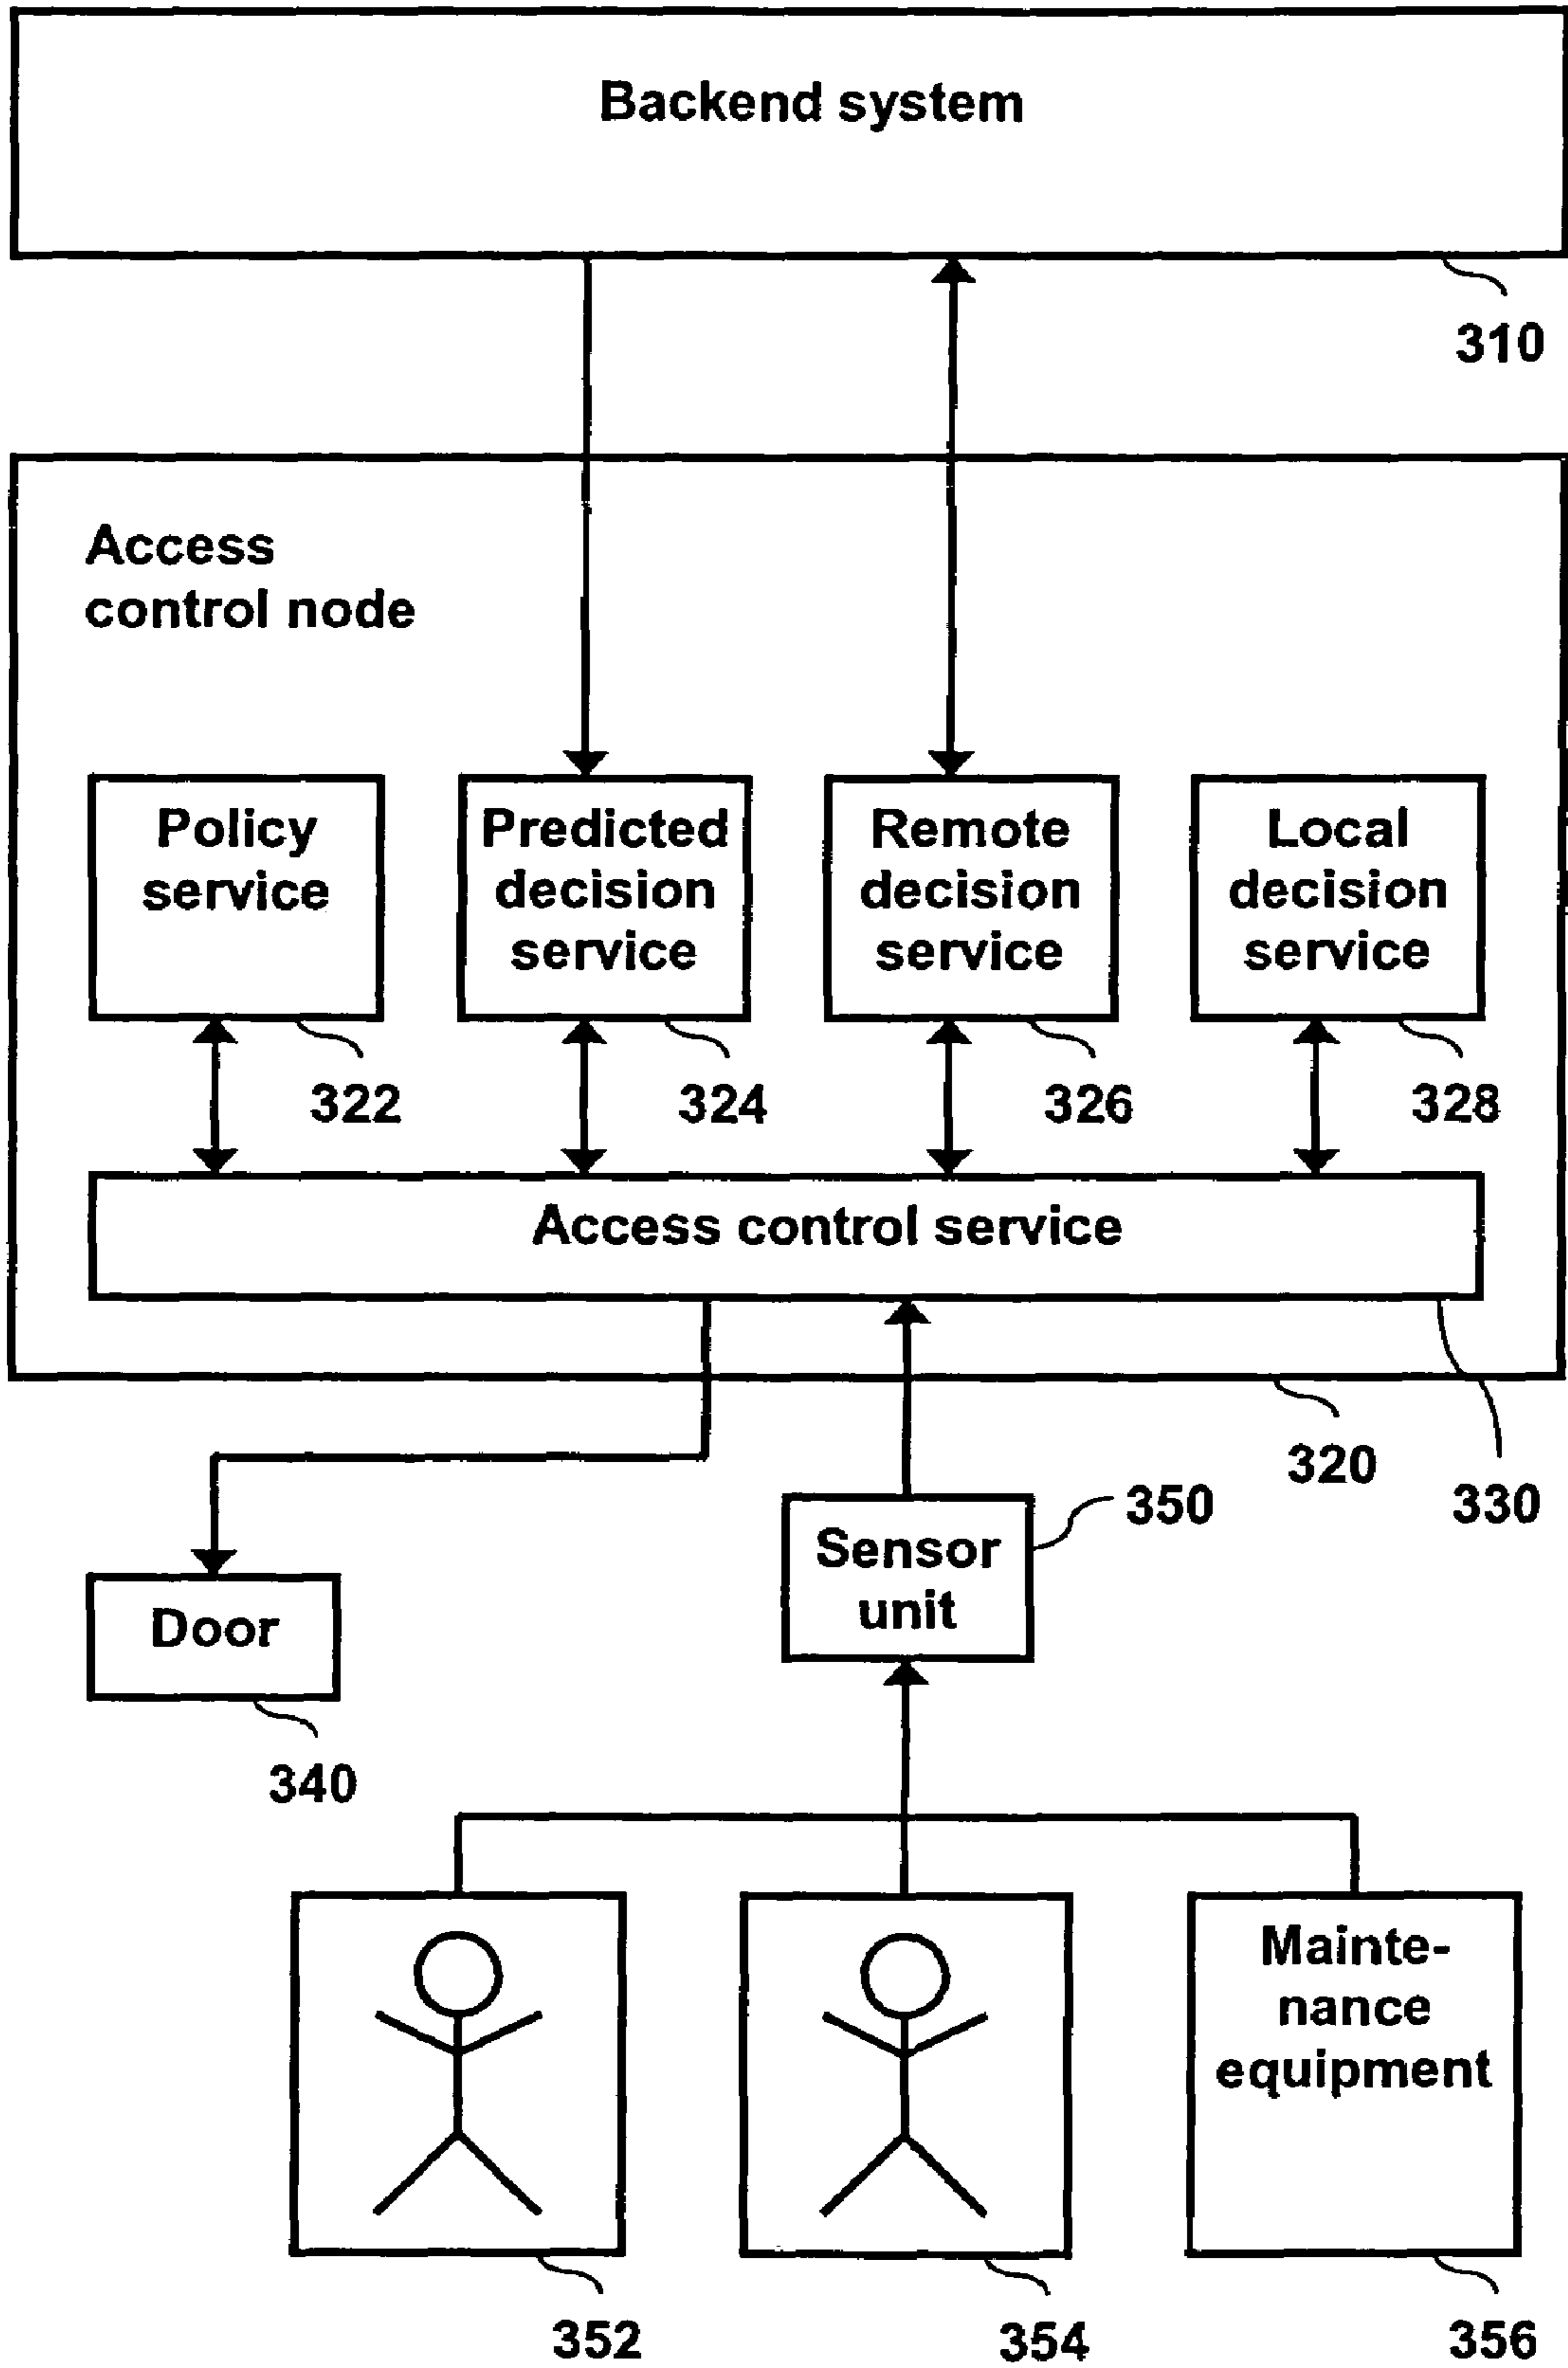 Backend system
310
Access
control node
Policy
service
Predicted
decision
service
Remote
decision
service
Local
decision
service
322
324
326
328
Access control service
320
330
350
Sensor
unit
Door
340
Mainte-
nance
equipment
352
354
356